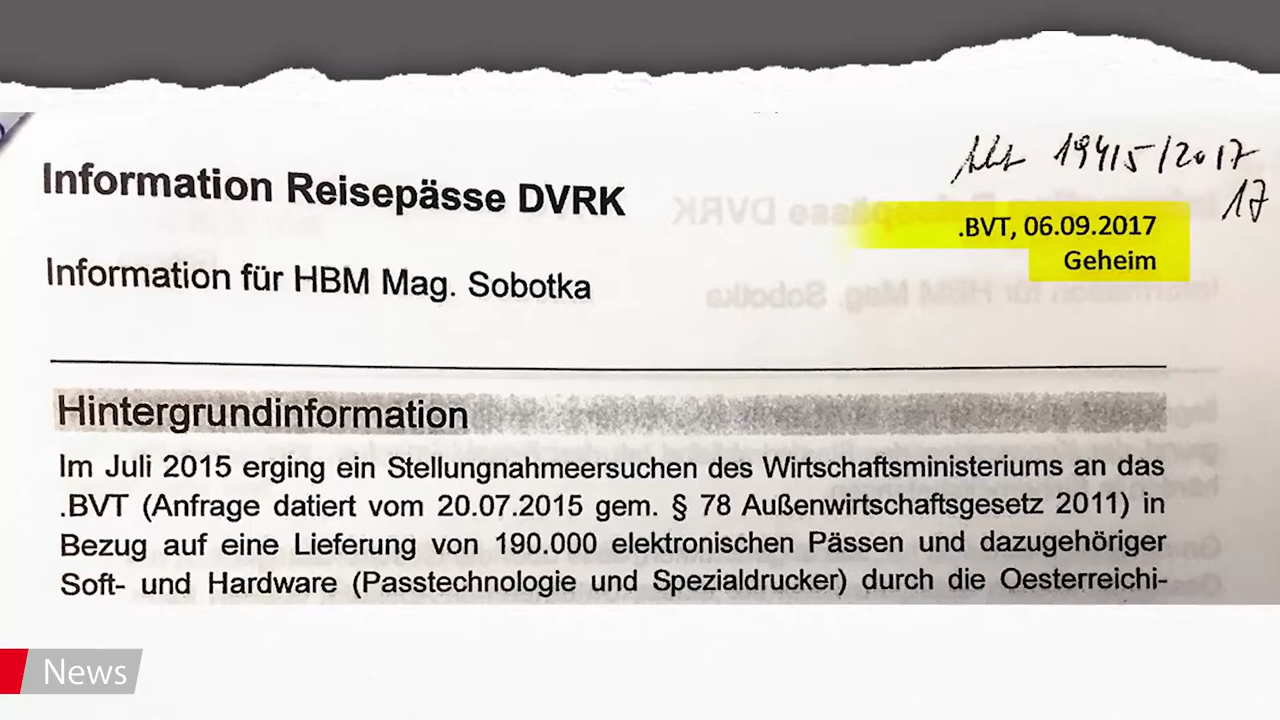 19415/2017
17
Information Reisepässe DVRK
.BVT, 06.09.2017
Geheim
Information für HBM Mag. Sobotka
Hintergrundinformation
Im Juli 2015 erging ein Stellungnahmeersuchen des Wirtschaftsministeriums an das
.BVT (Anfrage datiert vom 20.07.2015 gem. § 78 Außenwirtschaftsgesetz 2011) in
Bezug auf eine Lieferung von 190.000 elektronischen Pässen und dazugehöriger
Soft- und Hardware (Passtechnologie und Spezialdrucker) durch die Oesterreichi-
News